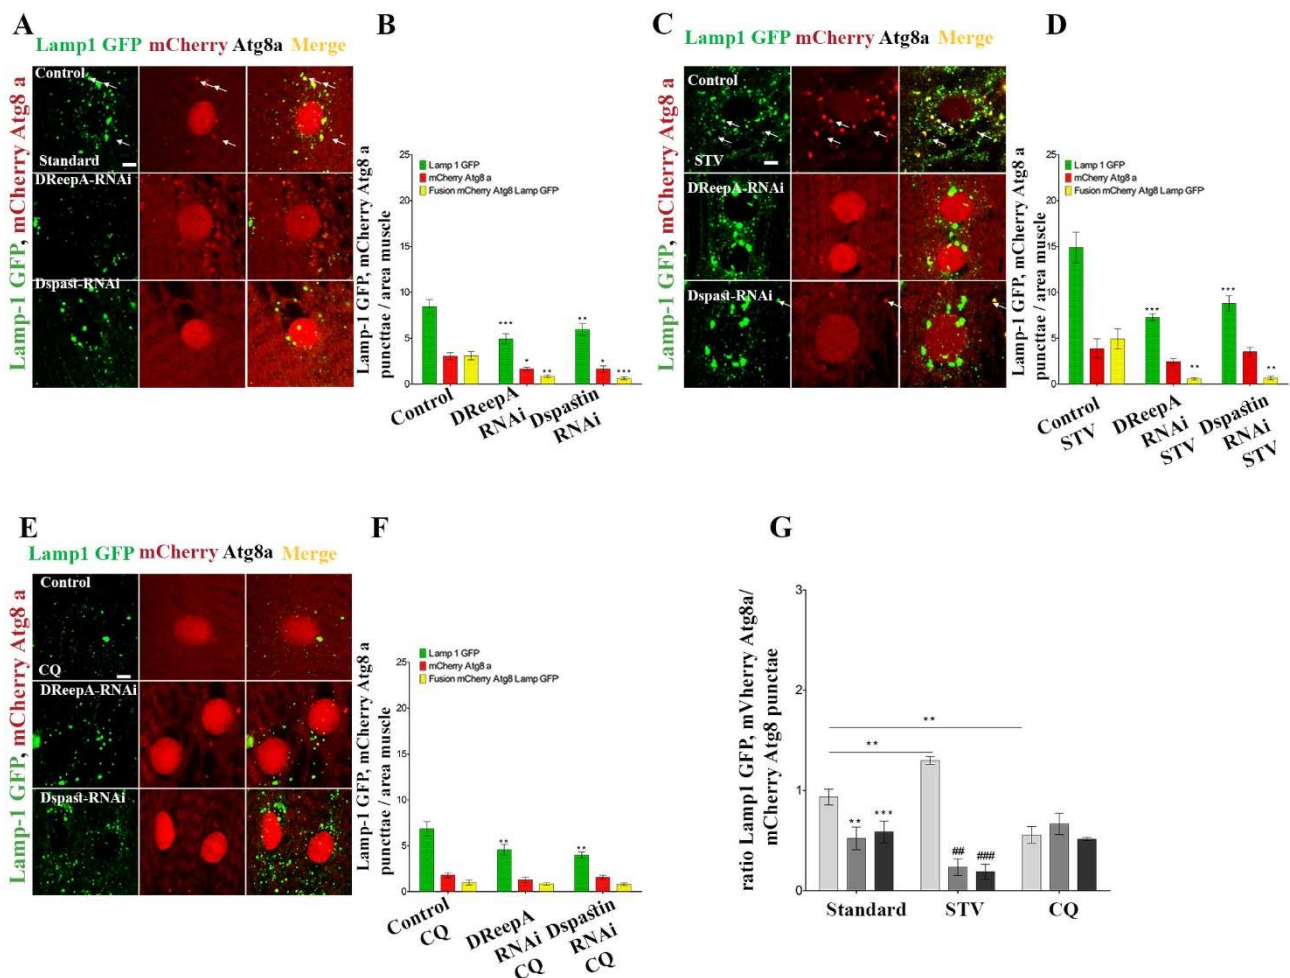 A
Lamp1 GFP mCherry Atg8a Merge
Lamp-1 GFP, mCherry Atg8 a
Control
Standard
DReepA-RNAi
Dspast-RNAi
B
Lamp-1 GFP, mCherry Atg8 a
puncttae / area muscle
25
20
15
10
5
0
Lamp 1 GFP
mCherry Atg8 a
Fusion mCherry Atg8 Lamp GFP
***
*
**
**
*
***
Control
DReepA
RNAi
Dspastin
RNAi
C
Lamp1 GFP mCherry Atg8a Merge
Lamp-1 GFP, mCherry Atg8 a
Control
STV
DReepA-RNAi
Dspast-RNAi
D
Lamp-1 GFP, mCherry Atg8 a
puncttae / area muscle
25
20
15
10
5
0
Lamp 1 GFP
mCherry Atg8 a
Fusion mCherry Atg8 Lamp GFP
***
**
***
**
Control
STV
DReepA
RNAi
STV
Dspastin
RNAi
STV
E
Lamp1 GFP mCherry Atg8a Merge
Lamp-1 GFP, mCherry Atg8 a
Control
CQ
DReepA-RNAi
Dspast-RNAi
F
Lamp-1 GFP, mCherry Atg8 a
puncttae / area muscle
25
20
15
10
5
0
Lamp 1 GFP
mCherry Atg8 a
Fusion mCherry Atg8 Lamp GFP
**
**
Control
CQ
DReepA
RNAi
CQ
Dspastin
RNAi
CQ
G
ratio Lamp1 GFP, mVherry Atg8a/
mCherry Atg8 punctae
3
2
1
0
**
**
**
***
##
###
Standard
STV
CQ